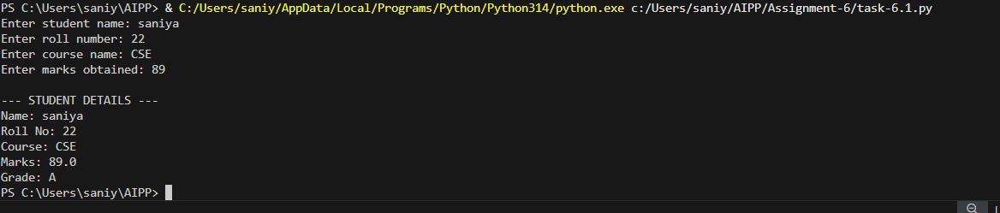 PS C:\Users\saniy\AIPP> & C:/Users/saniy/AppData/Local/Programs/Python/Python314/python.exe c:/Users/saniy/AIPP/Assignment-6/task-6.1.py
Enter student name: saniya
Enter roll number: 22
Enter course name: CSE
Enter marks obtained: 89
--- STUDENT DETAILS ---
Name: saniya
Roll No: 22
Course: CSE
Marks: 89.0
Grade: A
PS C:\Users\saniy\AIPP>